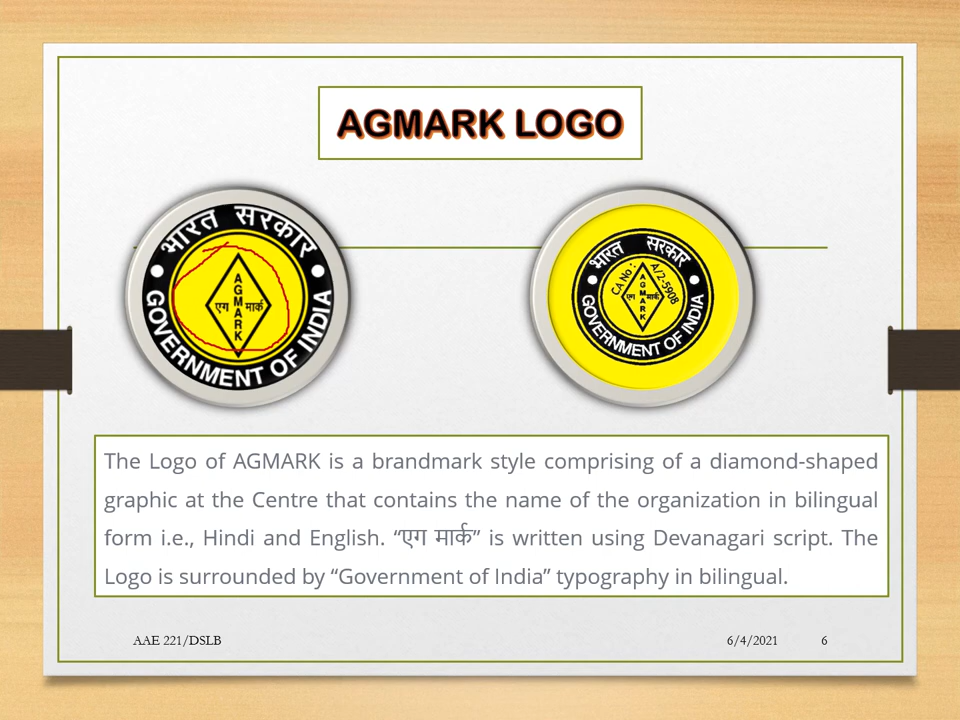 AGMARK LOGO
भारत सरकार
AGMARK
एग मार्क
GOVERNMENT OF INDIA
भारत सरकार
CA No : A/2-5908
AGMARK
एग मार्क
GOVERNMENT OF INDIA
The Logo of AGMARK is a brandmark style comprising of a diamond-shaped
graphic at the Centre that contains the name of the organization in bilingual
form i.e., Hindi and English. “एग मार्क” is written using Devanagari script. The
Logo is surrounded by “Government of India” typography in bilingual.
AAE 221/DSLB
6/4/2021
6